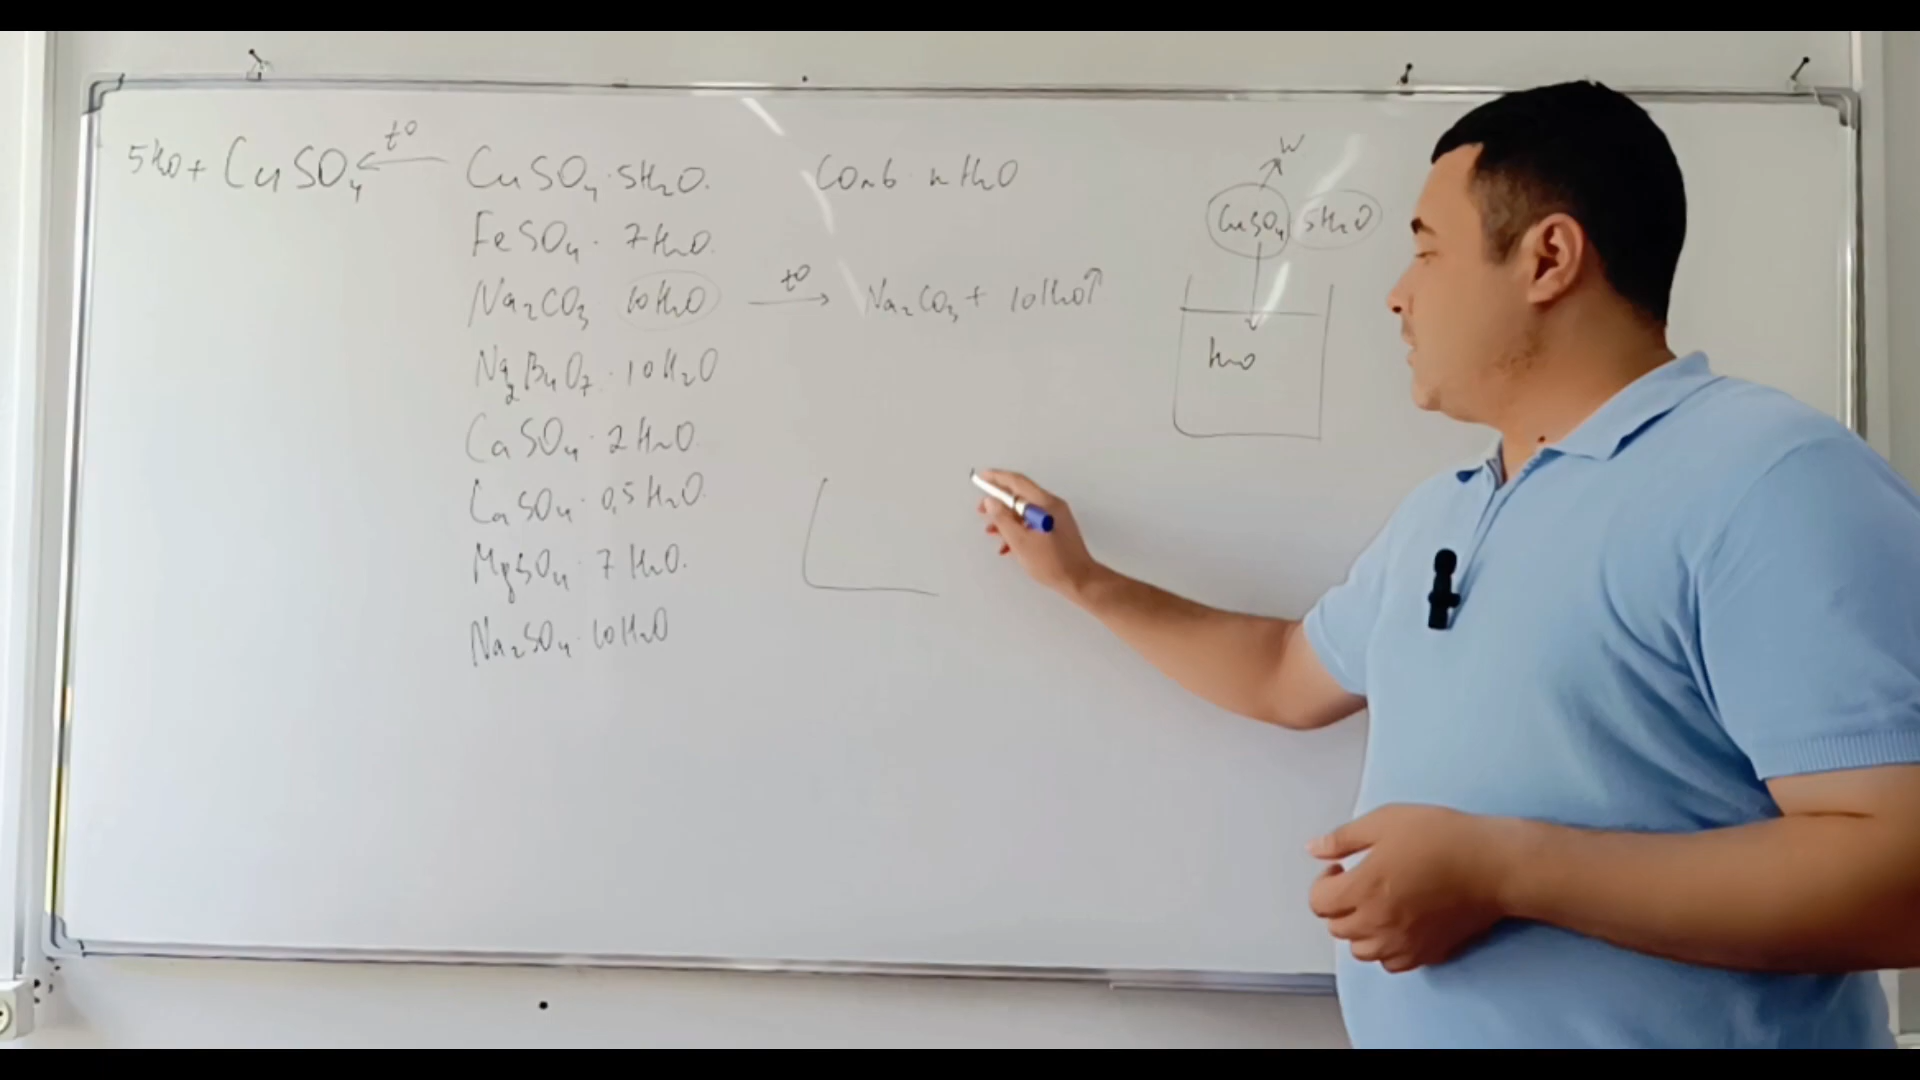 5H₂O + CuSO₄ ←t° CuSO₄·5H₂O.
FeSO₄· 7H₂O.
Na₂CO₃ 10H₂O →t° Na₂CO₃ + 10H₂O↑
Na₂B₄O₇·10H₂O
CaSO₄·2H₂O
CaSO₄·0,5H₂O.
MgSO₄·7H₂O.
Na₂SO₄·10H₂O
n H₂O
W
CuSO₄ 5H₂O
H₂O